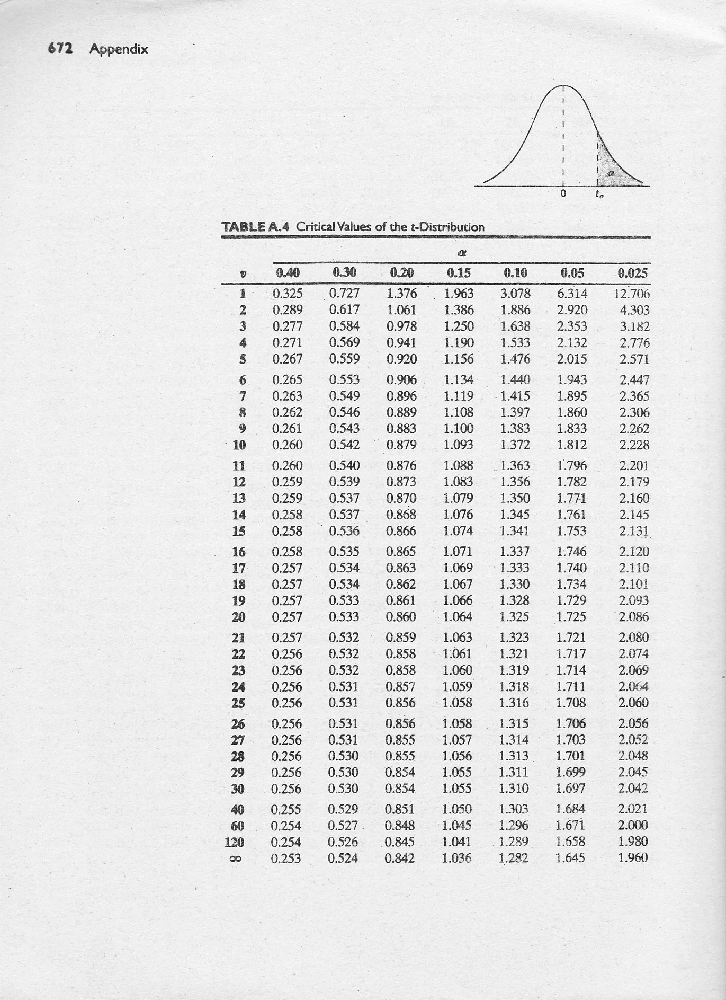 672 Appendix
α
0 tα
TABLE A.4 Critical Values of the t-Distribution
α
v 0.40 0.30 0.20 0.15 0.10 0.05 0.025
1 0.325 0.727 1.376 1.963 3.078 6.314 12.706
2 0.289 0.617 1.061 1.386 1.886 2.920 4.303
3 0.277 0.584 0.978 1.250 1.638 2.353 3.182
4 0.271 0.569 0.941 1.190 1.533 2.132 2.776
5 0.267 0.559 0.920 1.156 1.476 2.015 2.571
6 0.265 0.553 0.906 1.134 1.440 1.943 2.447
7 0.263 0.549 0.896 1.119 1.415 1.895 2.365
8 0.262 0.546 0.889 1.108 1.397 1.860 2.306
9 0.261 0.543 0.883 1.100 1.383 1.833 2.262
10 0.260 0.542 0.879 1.093 1.372 1.812 2.228
11 0.260 0.540 0.876 1.088 1.363 1.796 2.201
12 0.259 0.539 0.873 1.083 1.356 1.782 2.179
13 0.259 0.537 0.870 1.079 1.350 1.771 2.160
14 0.258 0.537 0.868 1.076 1.345 1.761 2.145
15 0.258 0.536 0.866 1.074 1.341 1.753 2.131
16 0.258 0.535 0.865 1.071 1.337 1.746 2.120
17 0.257 0.534 0.863 1.069 1.333 1.740 2.110
18 0.257 0.534 0.862 1.067 1.330 1.734 2.101
19 0.257 0.533 0.861 1.066 1.328 1.729 2.093
20 0.257 0.533 0.860 1.064 1.325 1.725 2.086
21 0.257 0.532 0.859 1.063 1.323 1.721 2.080
22 0.256 0.532 0.858 1.061 1.321 1.717 2.074
23 0.256 0.532 0.858 1.060 1.319 1.714 2.069
24 0.256 0.531 0.857 1.059 1.318 1.711 2.064
25 0.256 0.531 0.856 1.058 1.316 1.708 2.060
26 0.256 0.531 0.856 1.058 1.315 1.706 2.056
27 0.256 0.531 0.855 1.057 1.314 1.703 2.052
28 0.256 0.530 0.855 1.056 1.313 1.701 2.048
29 0.256 0.530 0.854 1.055 1.311 1.699 2.045
30 0.256 0.530 0.854 1.055 1.310 1.697 2.042
40 0.255 0.529 0.851 1.050 1.303 1.684 2.021
60 0.254 0.527 0.848 1.045 1.296 1.671 2.000
120 0.254 0.526 0.845 1.041 1.289 1.658 1.980
∞ 0.253 0.524 0.842 1.036 1.282 1.645 1.960